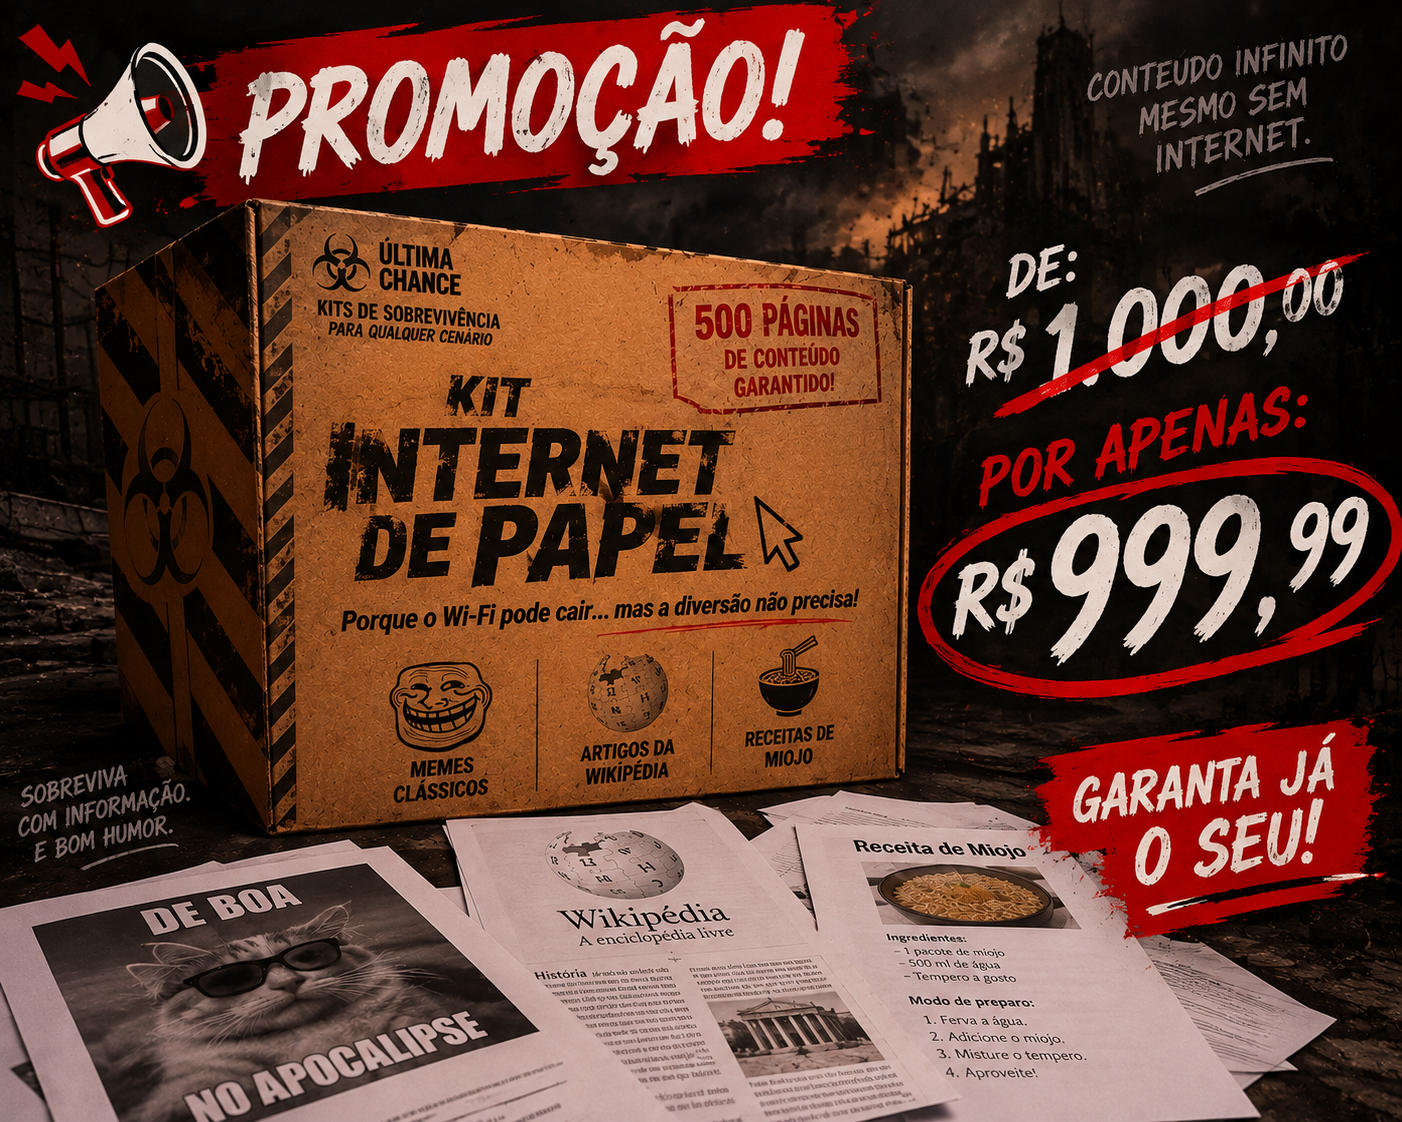 PROMOÇÃO!
CONTEUDO INFINITO
MESMO SEM
INTERNET.
ÚLTIMA
CHANCE
KITS DE SOBREVIVÊNCIA
PARA QUALQUER CENÁRIO
500 PÁGINAS
DE CONTEÚDO
GARANTIDO!
KIT
INTERNET
DE PAPEL
Porque o Wi-Fi pode cair... mas a diversão não precisa!
MEMES
CLÁSSICOS
ARTIGOS DA
WIKIPÉDIA
RECEITAS DE
MIOJO
DE:
R$ 1.000,00
POR APENAS:
R$ 999,99
GARANTA JÁ
O SEU!
SOBREVIVA
COM INFORMAÇÃO.
E BOM HUMOR.
DE BOA
NO APOCALIPSE
Wikipédia
A enciclopédia livre
História
Receita de Miojo
Ingredientes:
– 1 pacote de miojo
– 500 ml de água
– Tempero a gosto
Modo de preparo:
1. Ferva a água.
2. Adicione o miojo.
3. Misture o tempero.
4. Aproveite!